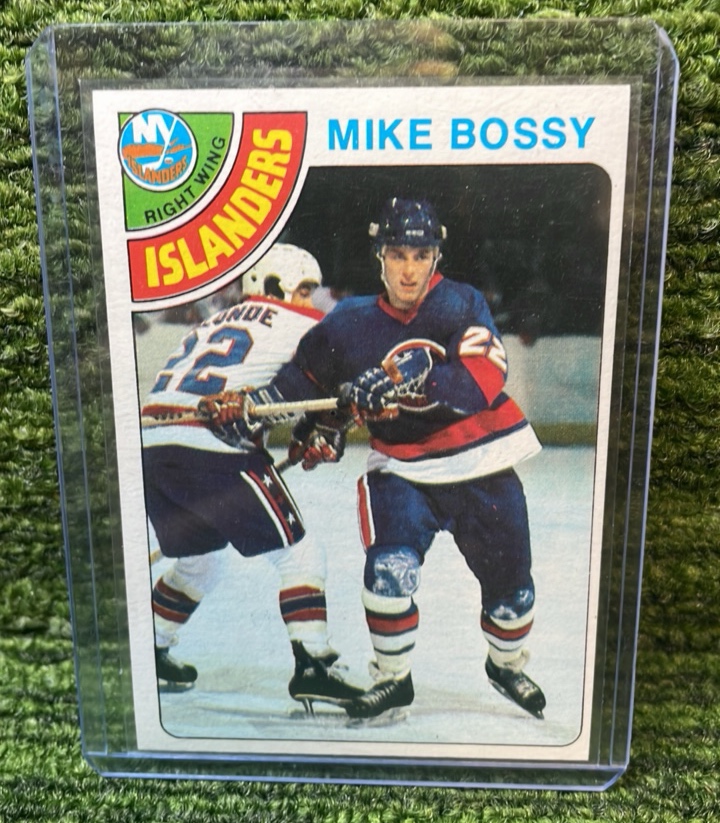 NY
ISLANDERS
RIGHT WING
ISLANDERS
MIKE BOSSY
22
22